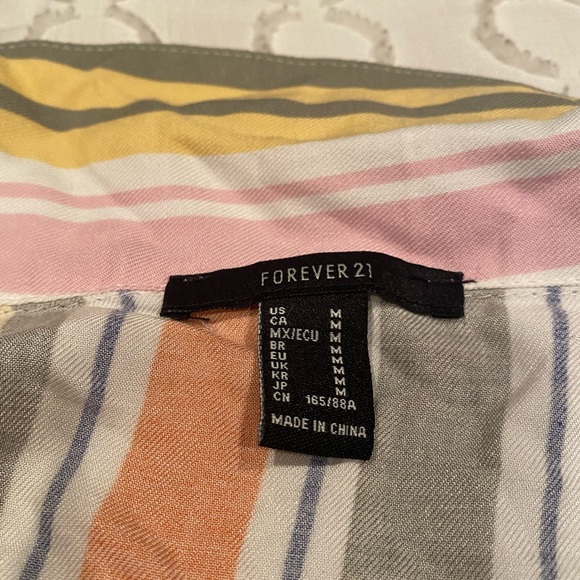 FOREVER 21
US M
CA M
MX/ECU M
BR M
EU M
UK M
KR M
JP M
CN 165/88A
MADE IN CHINA